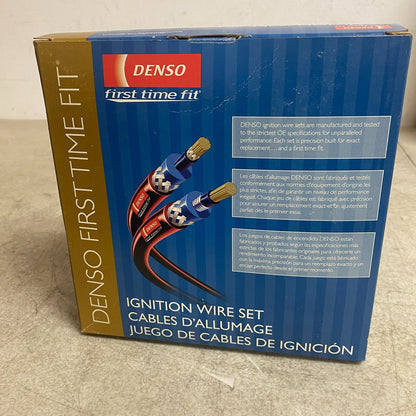 DENSO FIRST TIME FIT®
DENSO
first time fit®
DENSO ignition wire sets are manufactured and tested
to the strictest OE specifications for unparalleled
performance. Each set is precision built for exact
replacement. . . .and a first time fit.
Les câbles d'allumage DENSO sont fabriqués et testés
conformément aux normes d'équipement d'origine les
plus strictes, afin de garantir un niveau de performance
inégalé. Chaque jeu de câbles est fabriqué avec précision
pour assurer un remplacement exact et un ajustement
parfait dès le premier essai.
Los juegos de cables de encendido DENSO están
fabricados y probados según las especificaciones más
estrictas de los fabricantes originales para ofrecerle un
rendimiento incomparable. Cada juego está fabricado
con la máxima precisión para un reemplazo exacto y un
encaje perfecto desde el primer momento.
IGNITION WIRE SET
CABLES D'ALLUMAGE
JUEGO DE CABLES DE IGNICIÓN